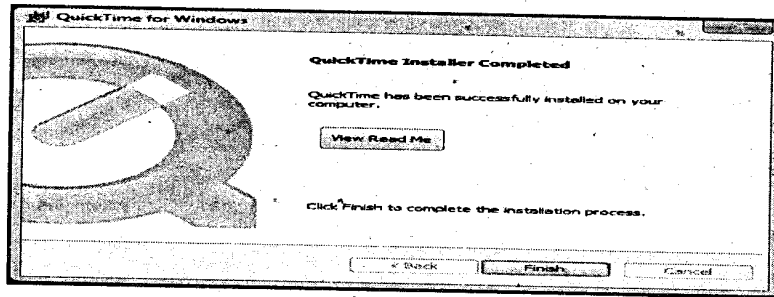 QuickTime for Windows
QuickTime Installer Completed
QuickTime has been successfully installed on your
computer.
View Read Me
Click Finish to complete the installation process.
< Back
Finish
Cancel